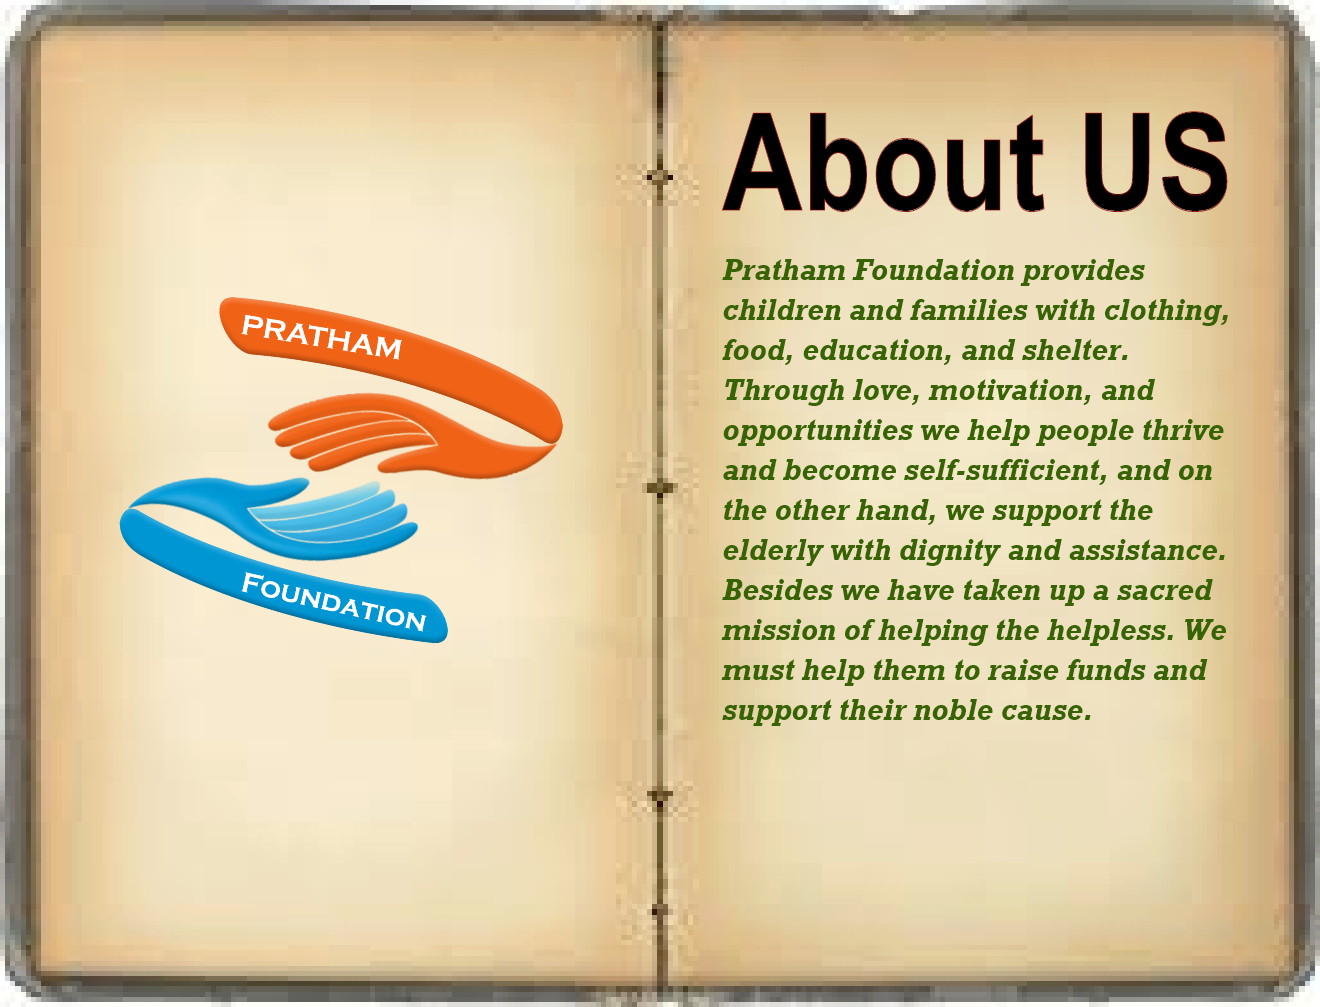 PRATHAM
FOUNDATION
About US
Pratham Foundation provides
children and families with clothing,
food, education, and shelter.
Through love, motivation, and
opportunities we help people thrive
and become self-sufficient, and on
the other hand, we support the
elderly with dignity and assistance.
Besides we have taken up a sacred
mission of helping the helpless. We
must help them to raise funds and
support their noble cause.